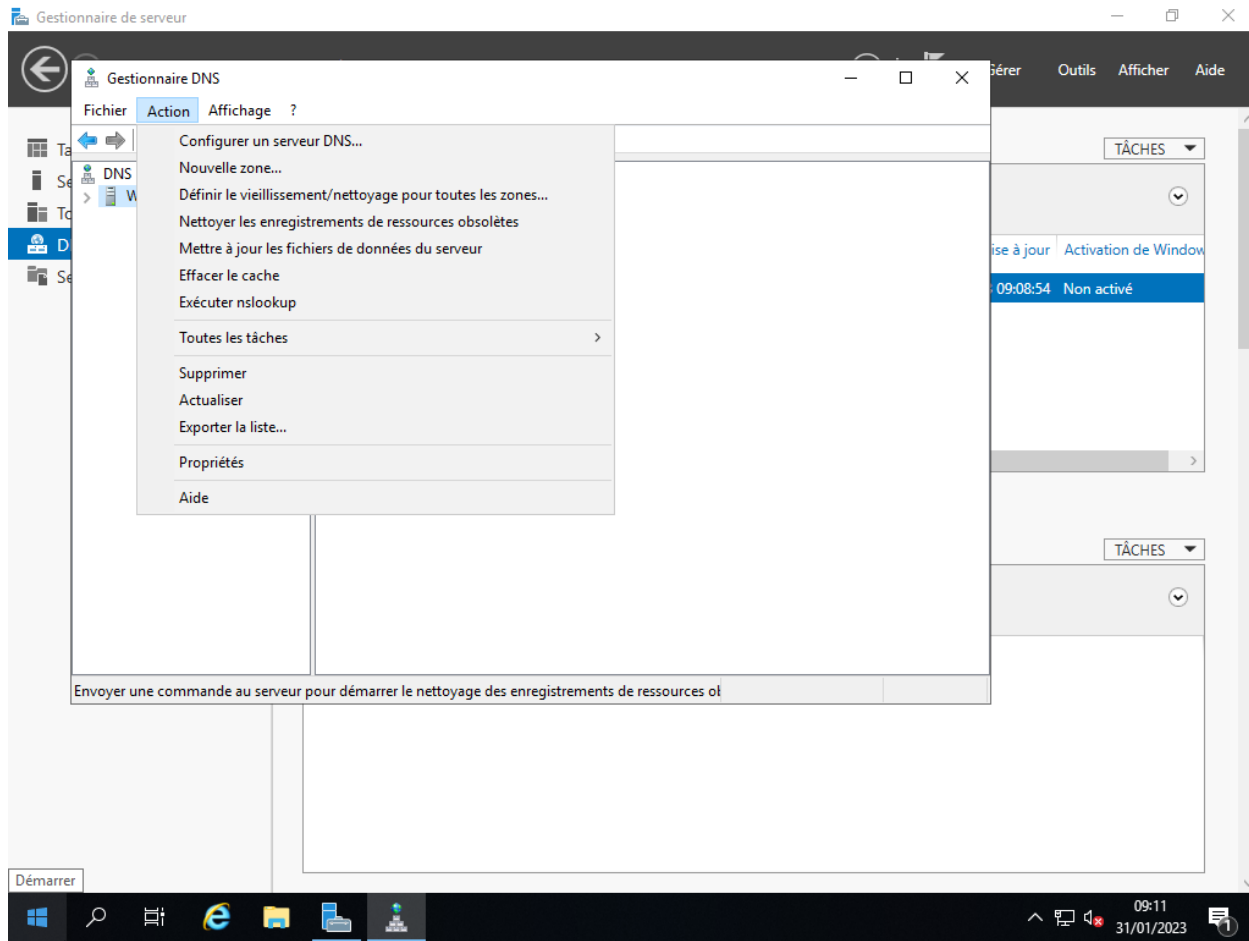 Gestionnaire de serveur
Gérer Outils Afficher Aide
Gestionnaire DNS
Fichier Action Affichage ?
Configurer un serveur DNS...
Nouvelle zone...
Définir le vieillissement/nettoyage pour toutes les zones...
Nettoyer les enregistrements de ressources obsolètes
Mettre à jour les fichiers de données du serveur
Effacer le cache
Exécuter nslookup
Toutes les tâches
Supprimer
Actualiser
Exporter la liste...
Propriétés
Aide
DNS
TÂCHES
ise à jour Activation de Window
09:08:54 Non activé
TÂCHES
Envoyer une commande au serveur pour démarrer le nettoyage des enregistrements de ressources
Démarrer
09:11
31/01/2023
1